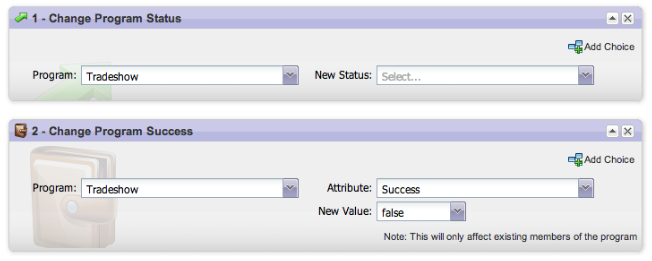 1 - Change Program Status
Add Choice
Program: Tradeshow New Status: Select...
2 - Change Program Success
Add Choice
Program: Tradeshow Attribute: Success
New Value: false
Note: This will only affect existing members of the program